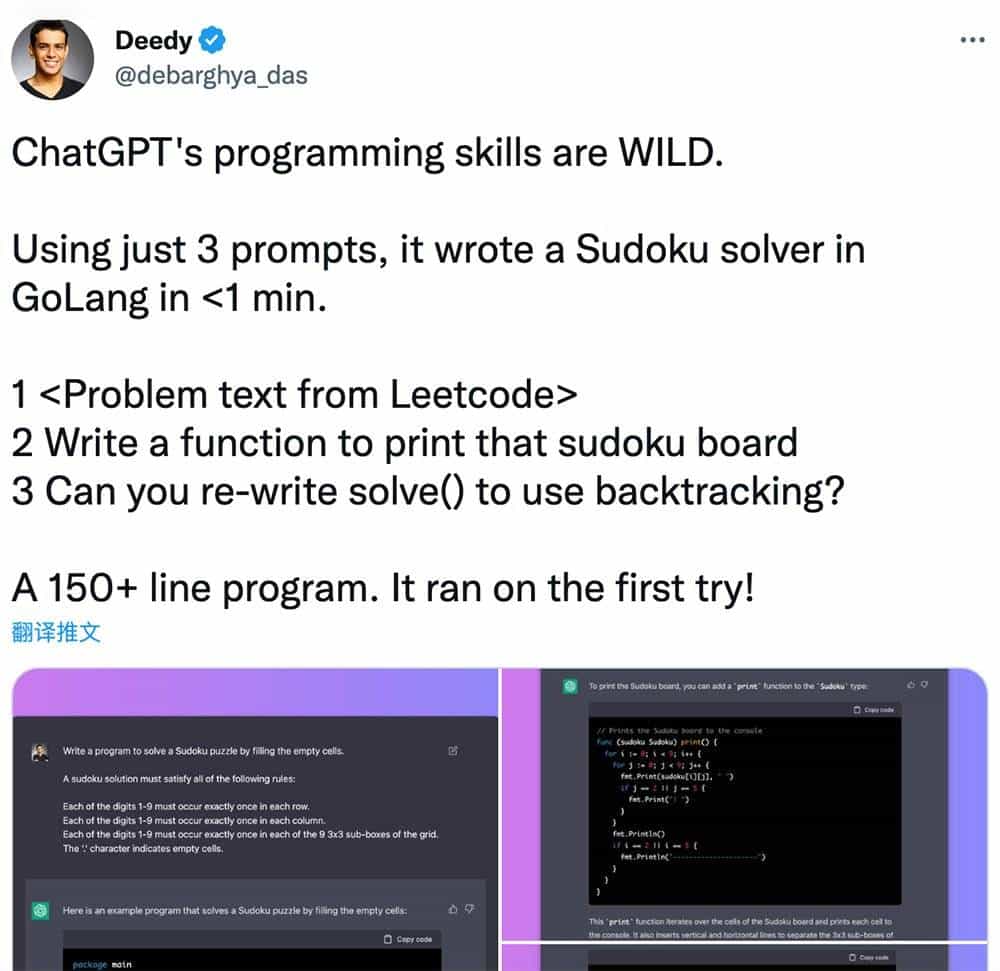 Deedy
@debarghya_das
ChatGPT's programming skills are WILD.
Using just 3 prompts, it wrote a Sudoku solver in
GoLang in <1 min.
1 <Problem text from Leetcode>
2 Write a function to print that sudoku board
3 Can you re-write solve() to use backtracking?
A 150+ line program. It ran on the first try!
翻译推文
Write a program to solve a Sudoku puzzle by filling the empty cells.
A sudoku solution must satisfy all of the following rules:
Each of the digits 1-9 must occur exactly once in each row.
Each of the digits 1-9 must occur exactly once in each column.
Each of the digits 1-9 must occur exactly once in each of the 9 3x3 sub-boxes of the grid.
The '.' character indicates empty cells.
Here is an example program that solves a Sudoku puzzle by filling the empty cells:
Copy code
package main
To print the Sudoku board, you can add a `print` function to the `Sudoku` type:
Copy code
// Prints the Sudoku board to the console
func (sudoku Sudoku) print() {
for i := 0; i < 9; i++ {
for j := 0; j < 9; j++ {
fmt.Print(sudoku[i][j], " ")
if j == 2 || j == 5 {
fmt.Print("| ")
}
}
fmt.Println()
if i == 2 || i == 5 {
fmt.Println("---------------------")
}
}
}
This `print` function iterates over the cells of the Sudoku board and prints each cell to
the console. It also inserts vertical and horizontal lines to separate the 3x3 sub-boxes of
Copy code